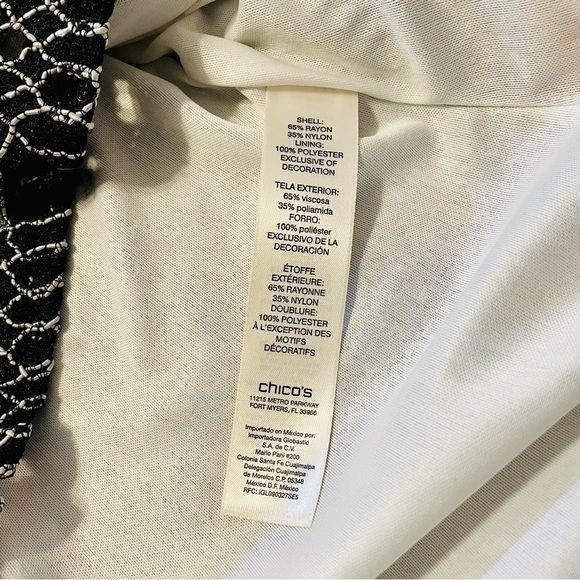 SHELL:
65% RAYON
35% NYLON
LINING:
100% POLYESTER
EXCLUSIVE OF
DECORATION
TELA EXTERIOR:
65% viscosa
35% poliamida
FORRO:
100% poliéster
EXCLUSIVO DE LA
DECORACIÓN
ÉTOFFE
EXTÉRIEURE:
65% RAYONNE
35% NYLON
DOUBLURE:
100% POLYESTER
À L'EXCEPTION DES
MOTIFS
DÉCORATIFS
chico's
11215 METRO PARKWAY
FORT MYERS, FL 33966
Importado en México por:
Importadora Globastic
S.A. de C.V.
Mario Pani #200
Colonia Santa Fe Cuajimalpa
Delegación Cuajimalpa
de Morelos C.P. 05348
México D.F. México
RFC: IGL090327SE5